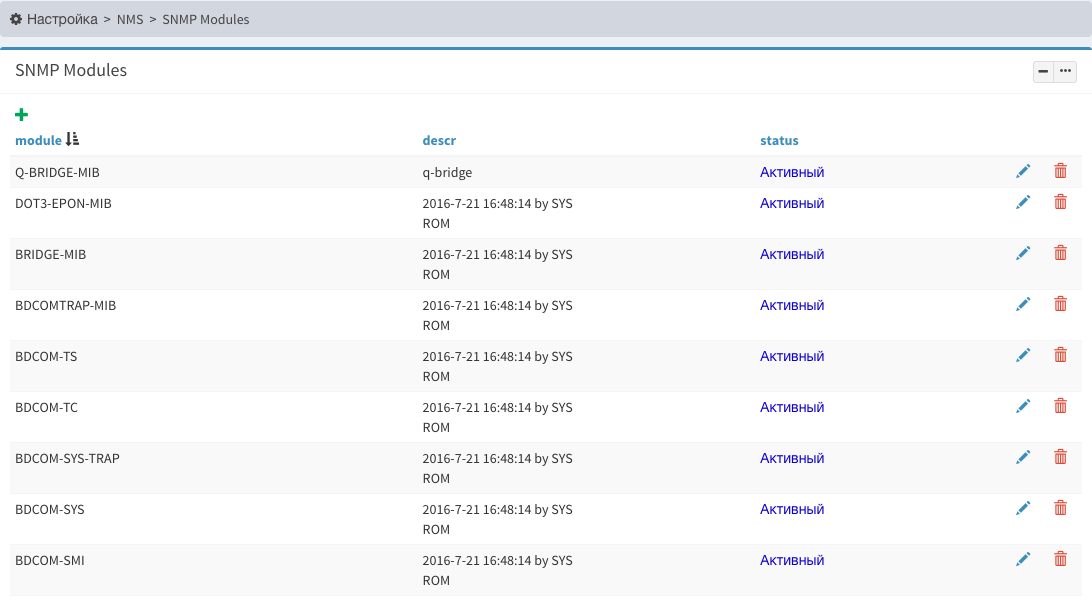 Настройка > NMS > SNMP Modules
SNMP Modules
module descr status
Q-BRIDGE-MIB q-bridge Активный
DOT3-EPON-MIB 2016-7-21 16:48:14 by SYS Активный
ROM
BRIDGE-MIB 2016-7-21 16:48:14 by SYS Активный
ROM
BDCOMTRAP-MIB 2016-7-21 16:48:14 by SYS Активный
ROM
BDCOM-TS 2016-7-21 16:48:14 by SYS Активный
ROM
BDCOM-TC 2016-7-21 16:48:14 by SYS Активный
ROM
BDCOM-SYS-TRAP 2016-7-21 16:48:14 by SYS Активный
ROM
BDCOM-SYS 2016-7-21 16:48:14 by SYS Активный
ROM
BDCOM-SMI 2016-7-21 16:48:14 by SYS Активный
ROM